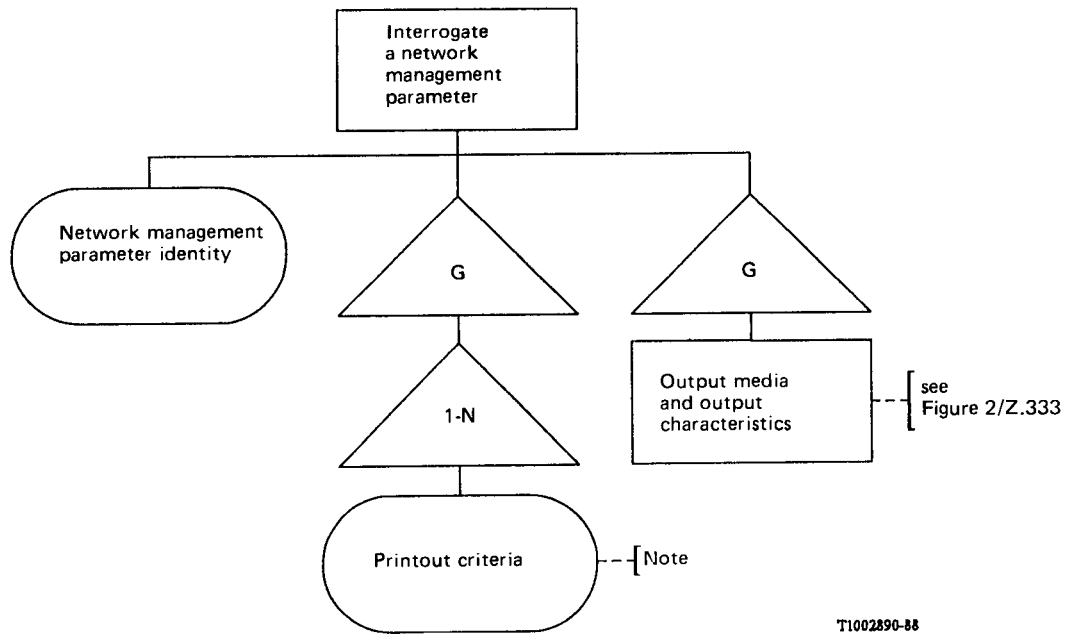 Interrogate
a network
management
parameter
Network management
parameter identity
G
G
1-N
Output media
and output
characteristics
see
Figure 2/Z.333
Printout criteria
Note
T1002890-88